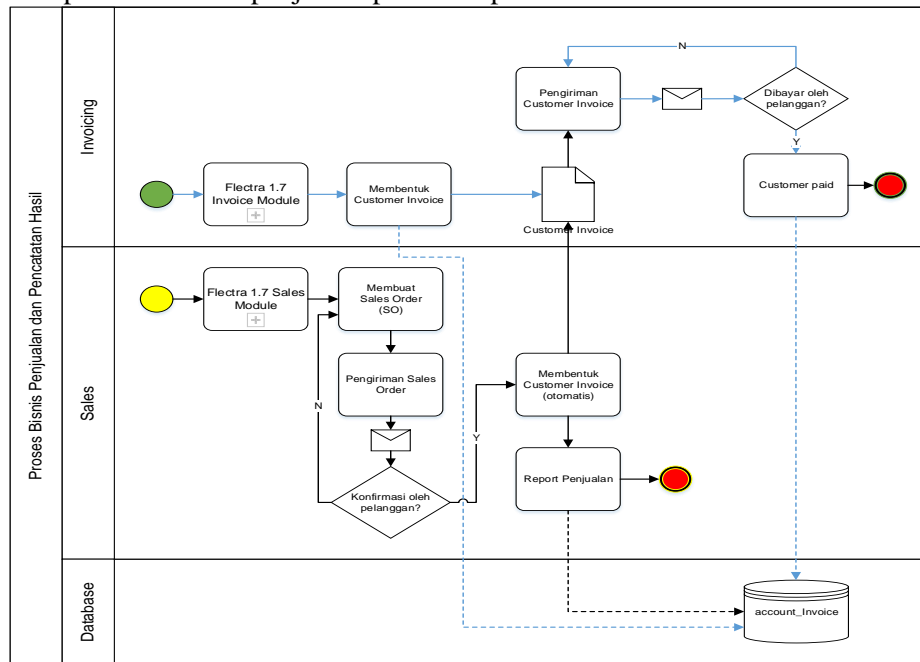 Proses Bisnis Penjualan dan Pencatatan Hasil
Invoicing
N
Pengiriman
Customer Invoice
Dibayar oleh
pelanggan?
Y
Flectra 1.7
Invoice Module
Membentuk
Customer Invoice
Customer Invoice
Customer paid
Sales
Flectra 1.7 Sales
Module
Membuat
Sales Order
(SO)
Pengiriman Sales
Order
N
Konfirmasi oleh
pelanggan?
Y
Membentuk
Customer Invoice
(otomatis)
Report Penjualan
Database
account_Invoice